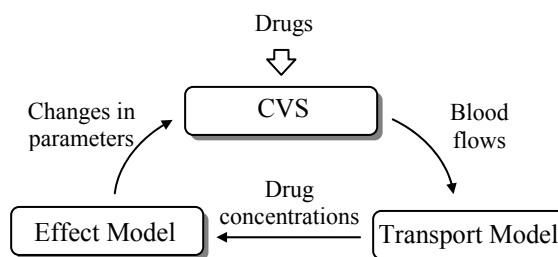 Drugs
CVS
Changes in
parameters
Blood
flows
Drug
concentrations
Effect Model
Transport Model